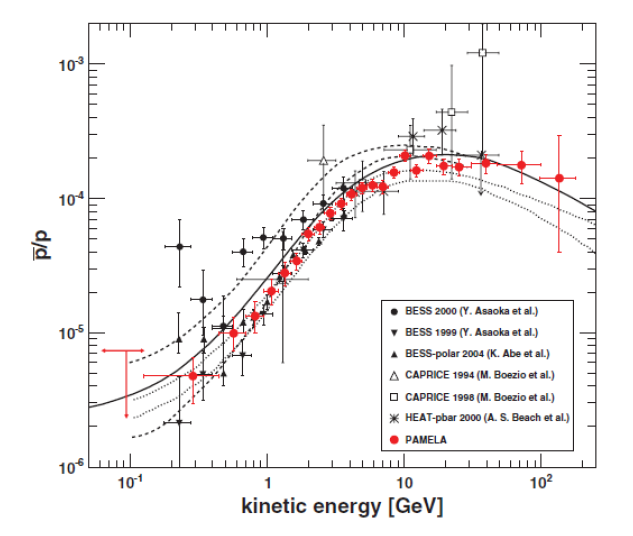 10⁻³
10⁻⁴
10⁻⁵
10⁻⁶
p̅/p
10⁻¹
1
10
10²
kinetic energy [GeV]
BESS 2000 (Y. Asaoka et al.)
BESS 1999 (Y. Asaoka et al.)
BESS-polar 2004 (K. Abe et al.)
CAPRICE 1994 (M. Boezio et al.)
CAPRICE 1998 (M. Boezio et al.)
HEAT-pbar 2000 (A. S. Beach et al.)
PAMELA